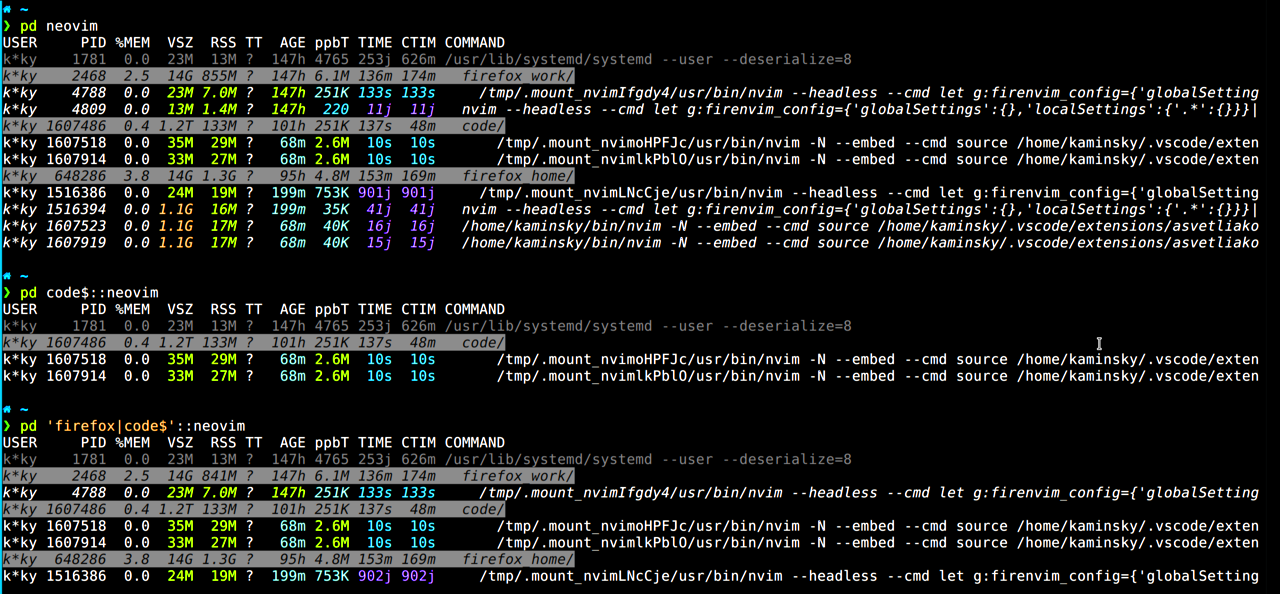 ~
❯ pd neovim
USER PID %MEM VSZ RSS TT AGE ppbT TIME CTIM COMMAND
k*ky 1781 0.0 23M 13M ? 147h 4765 253j 626m /usr/lib/systemd/systemd --user --deserialize=8
k*ky 2468 2.5 14G 855M ? 147h 6.1M 136m 174m firefox_work/
k*ky 4788 0.0 23M 7.0M ? 147h 251K 133s 133s /tmp/.mount_nvimIfgdy4/usr/bin/nvim --headless --cmd let g:firenvim_config={'globalSetting
k*ky 4809 0.0 13M 1.4M ? 147h 220 11j 11j nvim --headless --cmd let g:firenvim_config={'globalSettings':{},'localSettings':{'.*':{}}}|
k*ky 1607486 0.4 1.2T 133M ? 101h 251K 137s 48m code/
k*ky 1607518 0.0 35M 29M ? 68m 2.6M 10s 10s /tmp/.mount_nvimoHPFJc/usr/bin/nvim -N --embed --cmd source /home/kaminsky/.vscode/exten
k*ky 1607914 0.0 33M 27M ? 68m 2.6M 10s 10s /tmp/.mount_nvimlkPblO/usr/bin/nvim -N --embed --cmd source /home/kaminsky/.vscode/exten
k*ky 648286 3.8 14G 1.3G ? 95h 4.8M 153m 169m firefox_home/
k*ky 1516386 0.0 24M 19M ? 199m 753K 901j 901j /tmp/.mount_nvimLNcCje/usr/bin/nvim --headless --cmd let g:firenvim_config={'globalSetting
k*ky 1516394 0.0 1.1G 16M ? 199m 35K 41j 41j nvim --headless --cmd let g:firenvim_config={'globalSettings':{},'localSettings':{'.*':{}}}|
k*ky 1607523 0.0 1.1G 17M ? 68m 40K 16j 16j /home/kaminsky/bin/nvim -N --embed --cmd source /home/kaminsky/.vscode/extensions/asvetliako
k*ky 1607919 0.0 1.1G 17M ? 68m 40K 15j 15j /home/kaminsky/bin/nvim -N --embed --cmd source /home/kaminsky/.vscode/extensions/asvetliako
~
❯ pd code$::neovim
USER PID %MEM VSZ RSS TT AGE ppbT TIME CTIM COMMAND
k*ky 1781 0.0 23M 13M ? 147h 4765 253j 626m /usr/lib/systemd/systemd --user --deserialize=8
k*ky 1607486 0.4 1.2T 133M ? 101h 251K 137s 48m code/
k*ky 1607518 0.0 35M 29M ? 68m 2.6M 10s 10s /tmp/.mount_nvimoHPFJc/usr/bin/nvim -N --embed --cmd source /home/kaminsky/.vscode/exten
k*ky 1607914 0.0 33M 27M ? 68m 2.6M 10s 10s /tmp/.mount_nvimlkPblO/usr/bin/nvim -N --embed --cmd source /home/kaminsky/.vscode/exten
~
❯ pd 'firefox|code$'::neovim
USER PID %MEM VSZ RSS TT AGE ppbT TIME CTIM COMMAND
k*ky 1781 0.0 23M 13M ? 147h 4765 253j 626m /usr/lib/systemd/systemd --user --deserialize=8
k*ky 2468 2.5 14G 841M ? 147h 6.1M 136m 174m firefox_work/
k*ky 4788 0.0 23M 7.0M ? 147h 251K 133s 133s /tmp/.mount_nvimIfgdy4/usr/bin/nvim --headless --cmd let g:firenvim_config={'globalSetting
k*ky 1607486 0.4 1.2T 133M ? 101h 251K 137s 48m code/
k*ky 1607518 0.0 35M 29M ? 68m 2.6M 10s 10s /tmp/.mount_nvimoHPFJc/usr/bin/nvim -N --embed --cmd source /home/kaminsky/.vscode/exten
k*ky 1607914 0.0 33M 27M ? 68m 2.6M 10s 10s /tmp/.mount_nvimlkPblO/usr/bin/nvim -N --embed --cmd source /home/kaminsky/.vscode/exten
k*ky 648286 3.8 14G 1.3G ? 95h 4.8M 153m 169m firefox_home/
k*ky 1516386 0.0 24M 19M ? 199m 753K 902j 902j /tmp/.mount_nvimLNcCje/usr/bin/nvim --headless --cmd let g:firenvim_config={'globalSetting